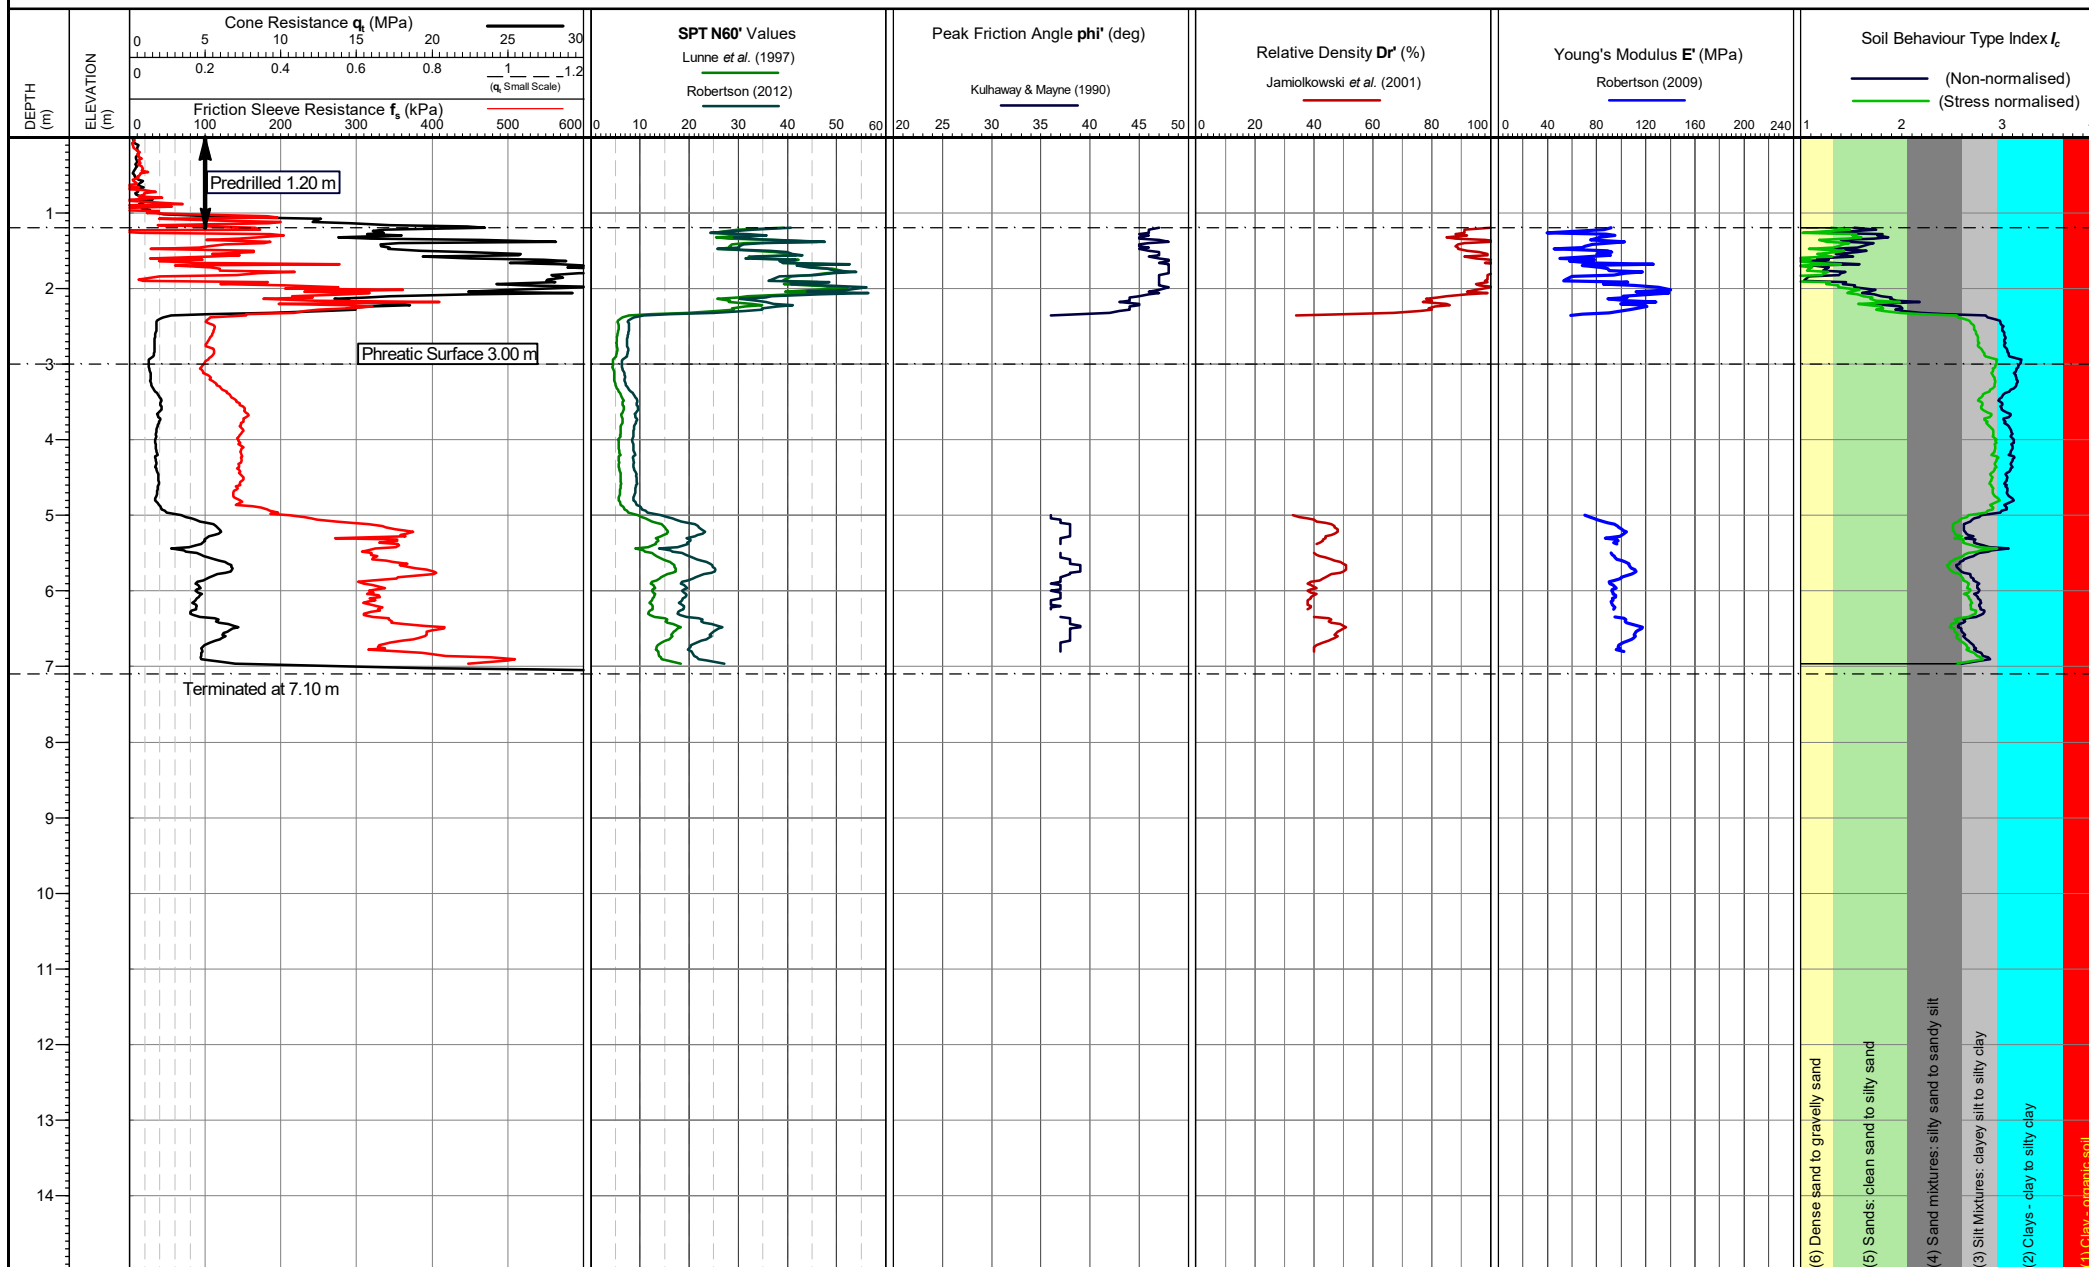 Cone Resistance qt (MPa)
0 5 10 15 20 25 30
0 0.2 0.4 0.6 0.8 1 1.2
(qt Small Scale)
Friction Sleeve Resistance fs (kPa)
0 100 200 300 400 500 600
DEPTH
(m)
ELEVATION
(m)
SPT N60' Values
Lunne et al. (1997)
Robertson (2012)
0 10 20 30 40 50 60
Peak Friction Angle phi' (deg)
Kulhaway & Mayne (1990)
20 25 30 35 40 45 50
Relative Density Dr' (%)
Jamiolkowski et al. (2001)
0 20 40 60 80 100
Young's Modulus E' (MPa)
Robertson (2009)
0 40 80 120 160 200 240
Soil Behaviour Type Index Ic
(Non-normalised)
(Stress normalised)
1 2 3
Predrilled 1.20 m
1
2
Phreatic Surface 3.00 m
3
4
5
6
7
Terminated at 7.10 m
8
9
10
11
12
13
14
(6) Dense sand to gravelly sand
(5) Sands: clean sand to silty sand
(4) Sand mixtures: silty sand to sandy silt
(3) Silt Mixtures: clayey silt to silty clay
(2) Clays - clay to silty clay
(1) Clay - organic soil